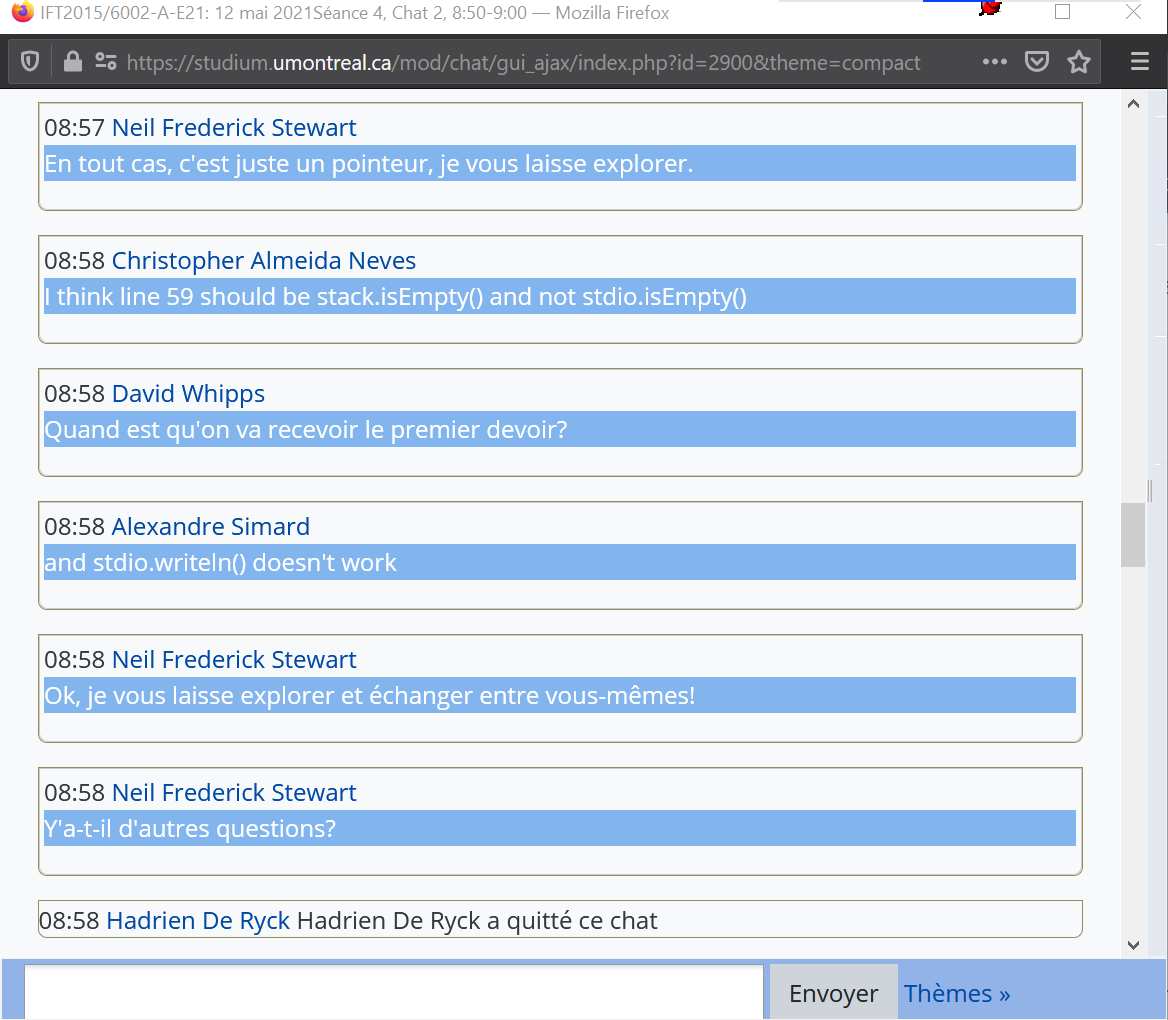 IFT2015/6002-A-E21: 12 mai 2021Séance 4, Chat 2, 8:50-9:00 — Mozilla Firefox
https://studium.umontreal.ca/mod/chat/gui_ajax/index.php?id=2900&theme=compact
08:57 Neil Frederick Stewart
En tout cas, c'est juste un pointeur, je vous laisse explorer.
08:58 Christopher Almeida Neves
I think line 59 should be stack.isEmpty() and not stdio.isEmpty()
08:58 David Whipps
Quand est qu'on va recevoir le premier devoir?
08:58 Alexandre Simard
and stdio.writeln() doesn't work
08:58 Neil Frederick Stewart
Ok, je vous laisse explorer et échanger entre vous-mêmes!
08:58 Neil Frederick Stewart
Y'a-t-il d'autres questions?
08:58 Hadrien De Ryck Hadrien De Ryck a quitté ce chat
Envoyer Thèmes »